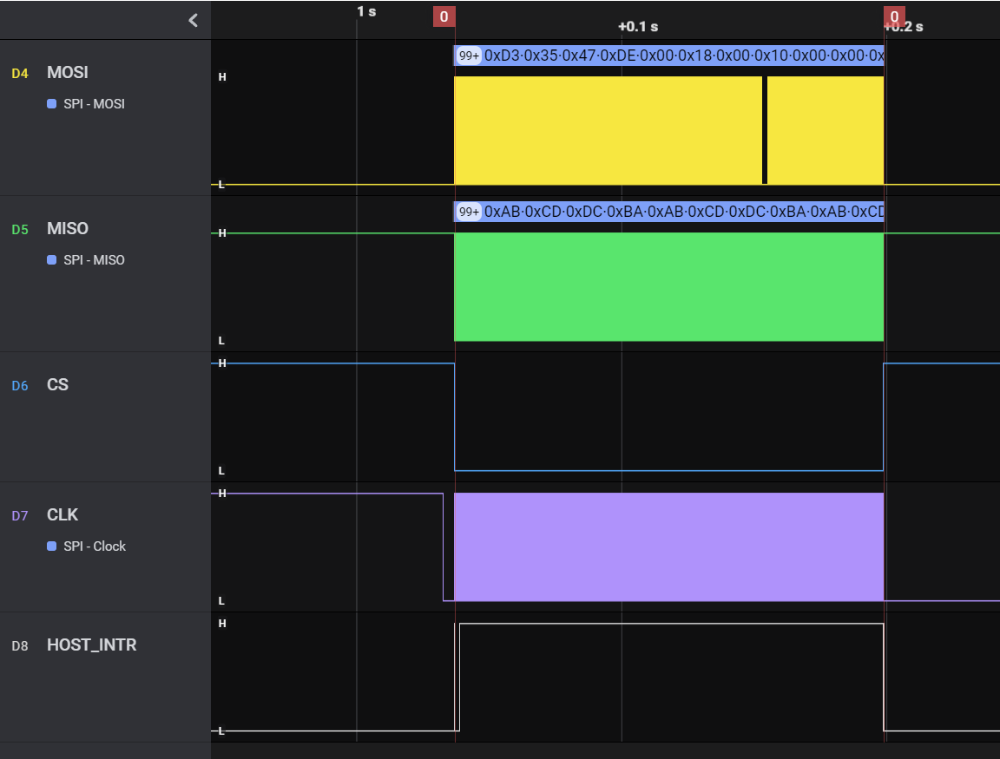 1 s
0
+0.1 s
0
+0.2 s
D4 MOSI
SPI - MOSI
H
L
99+ 0xD3·0x35·0x47·0xDE·0x00·0x18·0x00·0x10·0x00·0x00·0x
D5 MISO
SPI - MISO
H
L
99+ 0xAB·0xCD·0xDC·0xBA·0xAB·0xCD·0xDC·0xBA·0xAB·0xCD
D6 CS
H
L
D7 CLK
SPI - Clock
H
L
D8 HOST_INTR
H
L